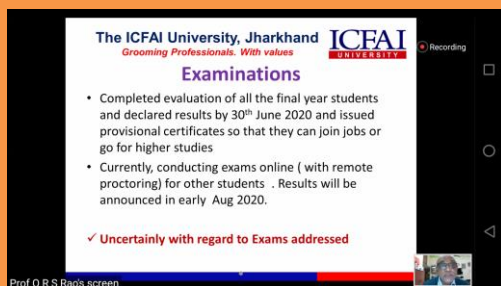 The ICFAI University, Jharkhand
Grooming Professionals. With values
ICFAI
UNIVERSITY
Recording
Examinations
• Completed evaluation of all the final year students
and declared results by 30th June 2020 and issued
provisional certificates so that they can join jobs or
go for higher studies
• Currently, conducting exams online ( with remote
proctoring) for other students . Results will be
announced in early Aug 2020.
✓ Uncertainly with regard to Exams addressed
Prof O R S Rao's screen